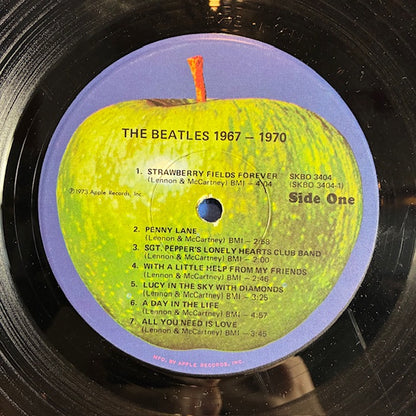 THE BEATLES 1967 – 1970
1. STRAWBERRY FIELDS FOREVER
(Lennon & McCartney) BMI – 4:04
SKBO 3404
(SKBO 3404-1)
Side One
℗1973 Apple Records, Inc.
2. PENNY LANE
(Lennon & McCartney) BMI – 2:58
3. SGT. PEPPER'S LONELY HEARTS CLUB BAND
(Lennon & McCartney) BMI – 2:00
4. WITH A LITTLE HELP FROM MY FRIENDS
(Lennon & McCartney) BMI – 2:46
5. LUCY IN THE SKY WITH DIAMONDS
(Lennon & McCartney) BMI – 3:25
6. A DAY IN THE LIFE
(Lennon & McCartney) BMI – 4:57
7. ALL YOU NEED IS LOVE
(Lennon & McCartney) BMI – 3:45
MFD. BY APPLE RECORDS, INC.